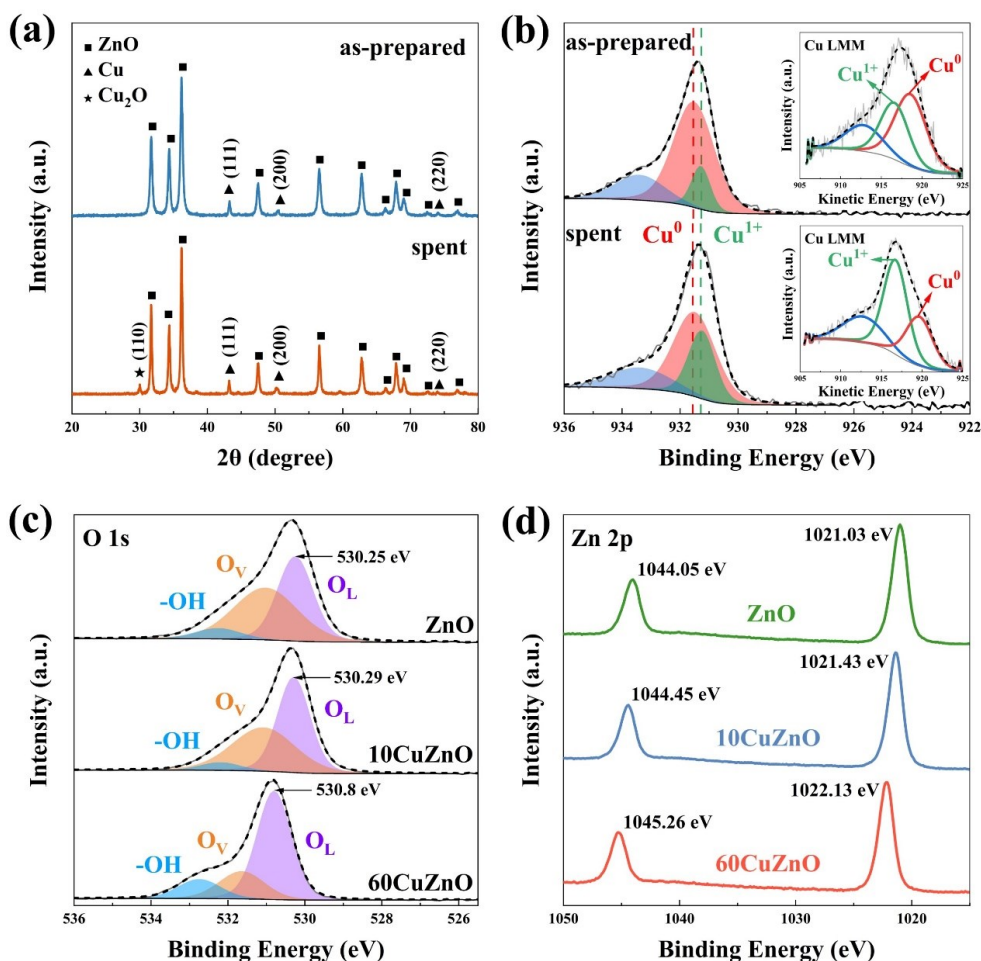 (a)
■ ZnO
▲ Cu
★ Cu₂O
as-prepared
(111)
(200)
(220)
spent
(110)
(111)
(200)
(220)
Intensity (a.u.)
20 30 40 50 60 70 80
2θ (degree)
(b)
as-prepared
spent
Cu⁰
Cu¹⁺
Intensity (a.u.)
936 934 932 930 928 926 924 922
Binding Energy (eV)
Cu LMM
Cu¹⁺
Cu⁰
Intensity (a.u.)
905 910 915 920 925
Kinetic Energy (eV)
Cu LMM
Cu¹⁺
Cu⁰
Intensity (a.u.)
905 910 915 920 925
Kinetic Energy (eV)
(c)
O 1s
530.25 eV
O_V
O_L
-OH
ZnO
530.29 eV
O_V
O_L
-OH
10CuZnO
530.8 eV
O_V
O_L
-OH
60CuZnO
Intensity (a.u.)
536 534 532 530 528 526
Binding Energy (eV)
(d)
Zn 2p
1021.03 eV
1044.05 eV
ZnO
1021.43 eV
1044.45 eV
10CuZnO
1022.13 eV
1045.26 eV
60CuZnO
Intensity (a.u.)
1050 1040 1030 1020
Binding Energy (eV)